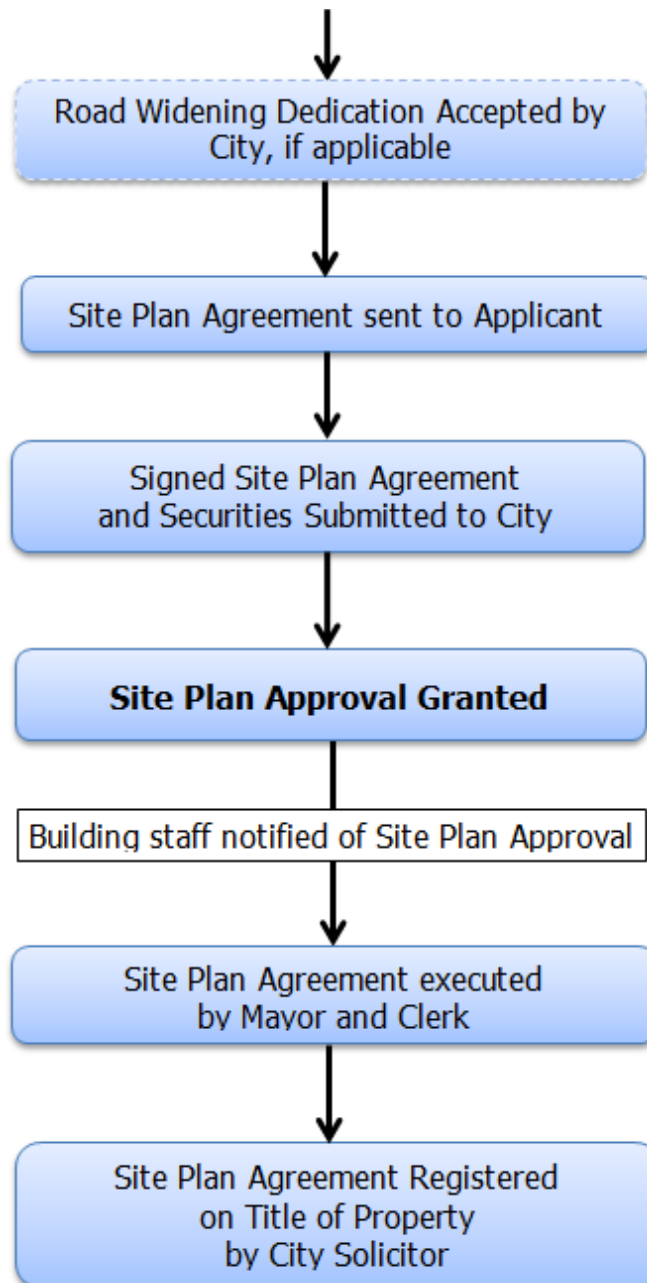 Road Widening Dedication Accepted by
City, if applicable
Site Plan Agreement sent to Applicant
Signed Site Plan Agreement
and Securities Submitted to City
Site Plan Approval Granted
Building staff notified of Site Plan Approval
Site Plan Agreement executed
by Mayor and Clerk
Site Plan Agreement Registered
on Title of Property
by City Solicitor